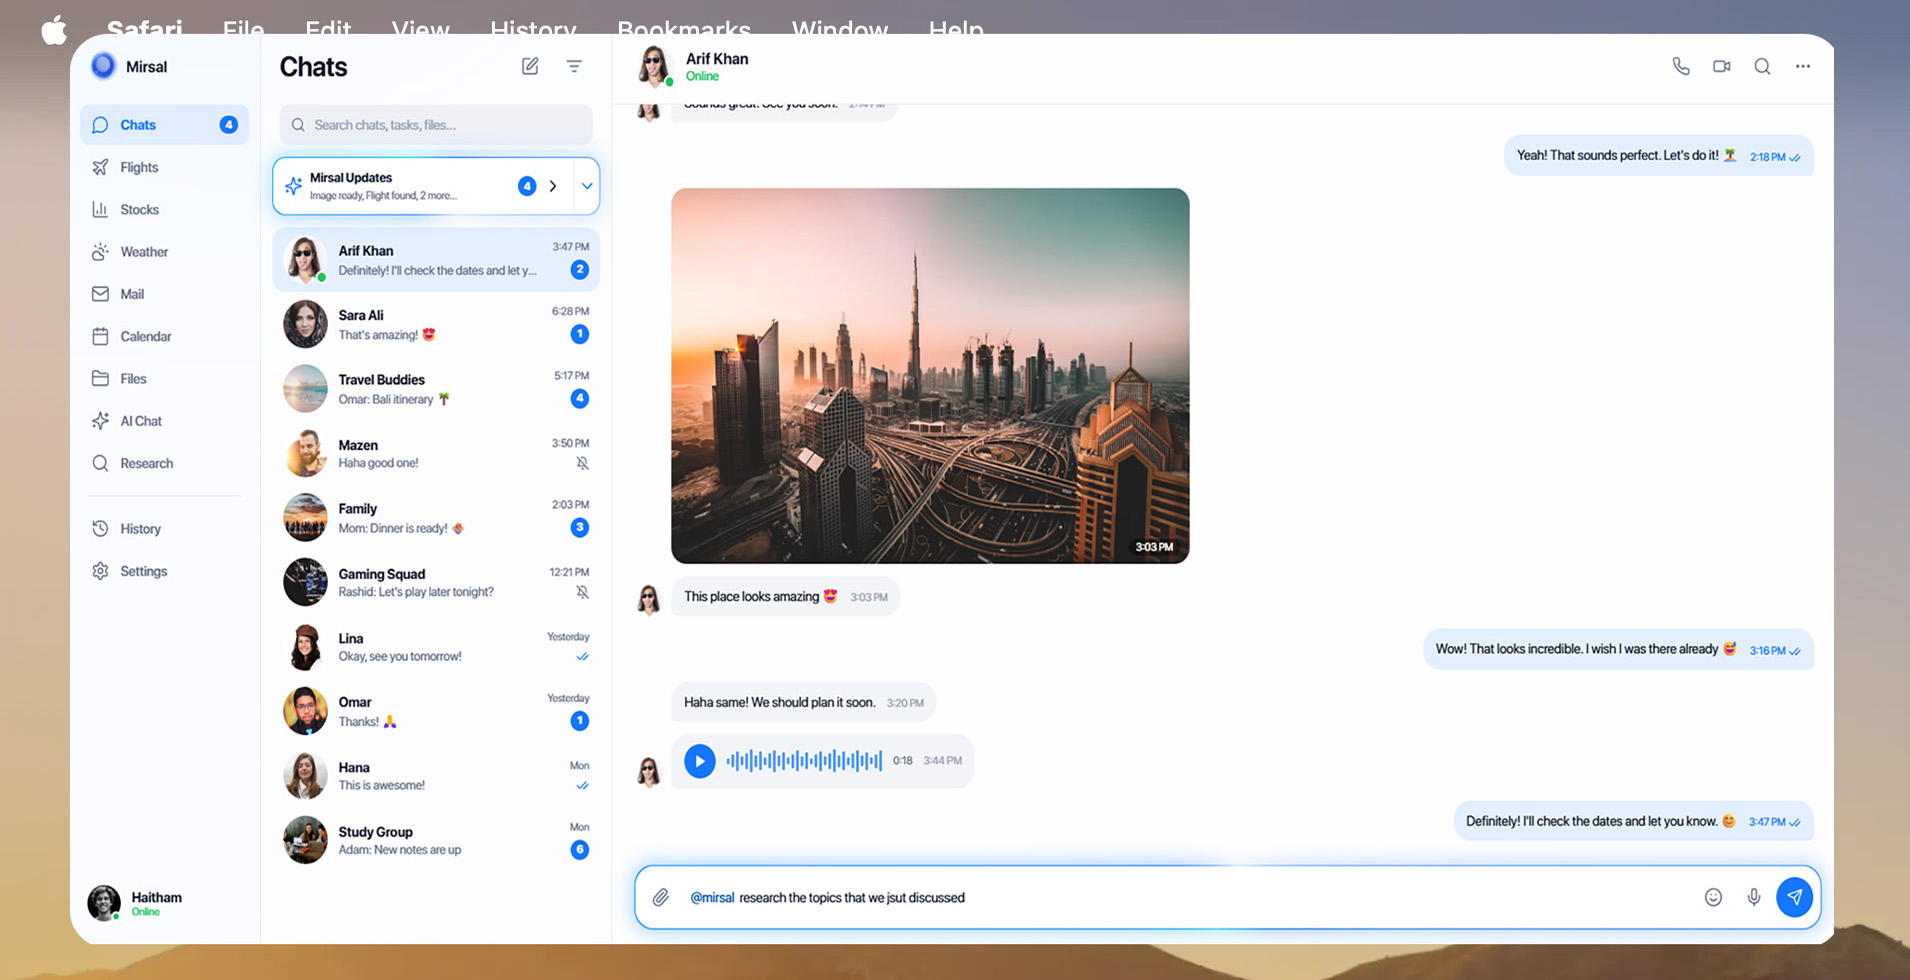 Safari File Edit View History Bookmarks Window Help
Mirsal
Chats 4
Flights
Stocks
Weather
Mail
Calendar
Files
AI Chat
Research
History
Settings
Haitham
Online
Chats
Search chats, tasks, files...
Mirsal Updates
Image ready, Flight found, 2 more...
4
Arif Khan 3:47 PM
Definitely! I'll check the dates and let y... 2
Sara Ali 6:28 PM
That's amazing! 😍 1
Travel Buddies 5:17 PM
Omar: Bali itinerary 🌴 4
Mazen 3:50 PM
Haha good one!
Family 2:03 PM
Mom: Dinner is ready! 3
Gaming Squad 12:21 PM
Rashid: Let's play later tonight?
Lina Yesterday
Okay, see you tomorrow!
Omar Yesterday
Thanks! 🙏 1
Hana Mon
This is awesome!
Study Group Mon
Adam: New notes are up 6
Arif Khan
Online
Sounds great. See you soon. 2:14 PM
Yeah! That sounds perfect. Let's do it! 🏝️ 2:18 PM
3:03 PM
This place looks amazing 😍 3:03 PM
Wow! That looks incredible. I wish I was there already 😅 3:16 PM
Haha same! We should plan it soon. 3:20 PM
0:18 3:44 PM
Definitely! I'll check the dates and let you know. 😊 3:47 PM
@mirsal research the topics that we jsut discussed